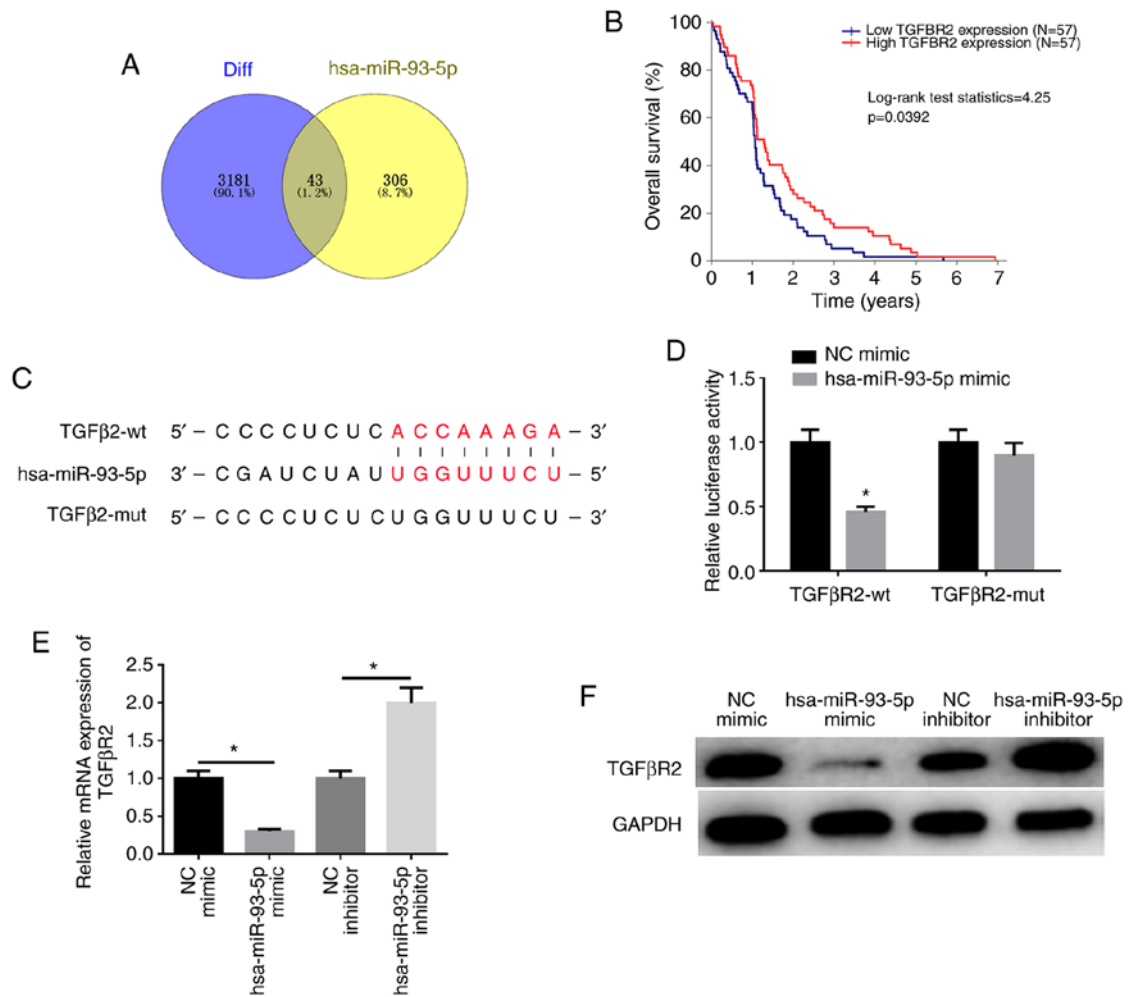 A
Diff
hsa-miR-93-5p
3181
(90.1%)
43
(1.2%)
306
(8.7%)
B
Overall survival (%)
100
80
60
40
20
0
0 1 2 3 4 5 6 7
Time (years)
Low TGFBR2 expression (N=57)
High TGFBR2 expression (N=57)
Log-rank test statistics=4.25
p=0.0392
C
TGFβ2-wt 5′ – C C C C U C U C A C C A A A G A – 3′
hsa-miR-93-5p 3′ – C G A U C U A U U G G U U U C U – 5′
TGFβ2-mut 5′ – C C C C U C U C U G G U U U C U – 3′
D
NC mimic
hsa-miR-93-5p mimic
Relative luciferase activity
1.5
1.0
0.5
0.0
*
TGFβR2-wt
TGFβR2-mut
E
Relative mRNA expression of
TGFβR2
2.5
2.0
1.5
1.0
0.5
0.0
*
*
NC
mimic
hsa-miR-93-5p
mimic
NC
inhibitor
hsa-miR-93-5p
inhibitor
F
NC
mimic
hsa-miR-93-5p
mimic
NC
inhibitor
hsa-miR-93-5p
inhibitor
TGFβR2
GAPDH